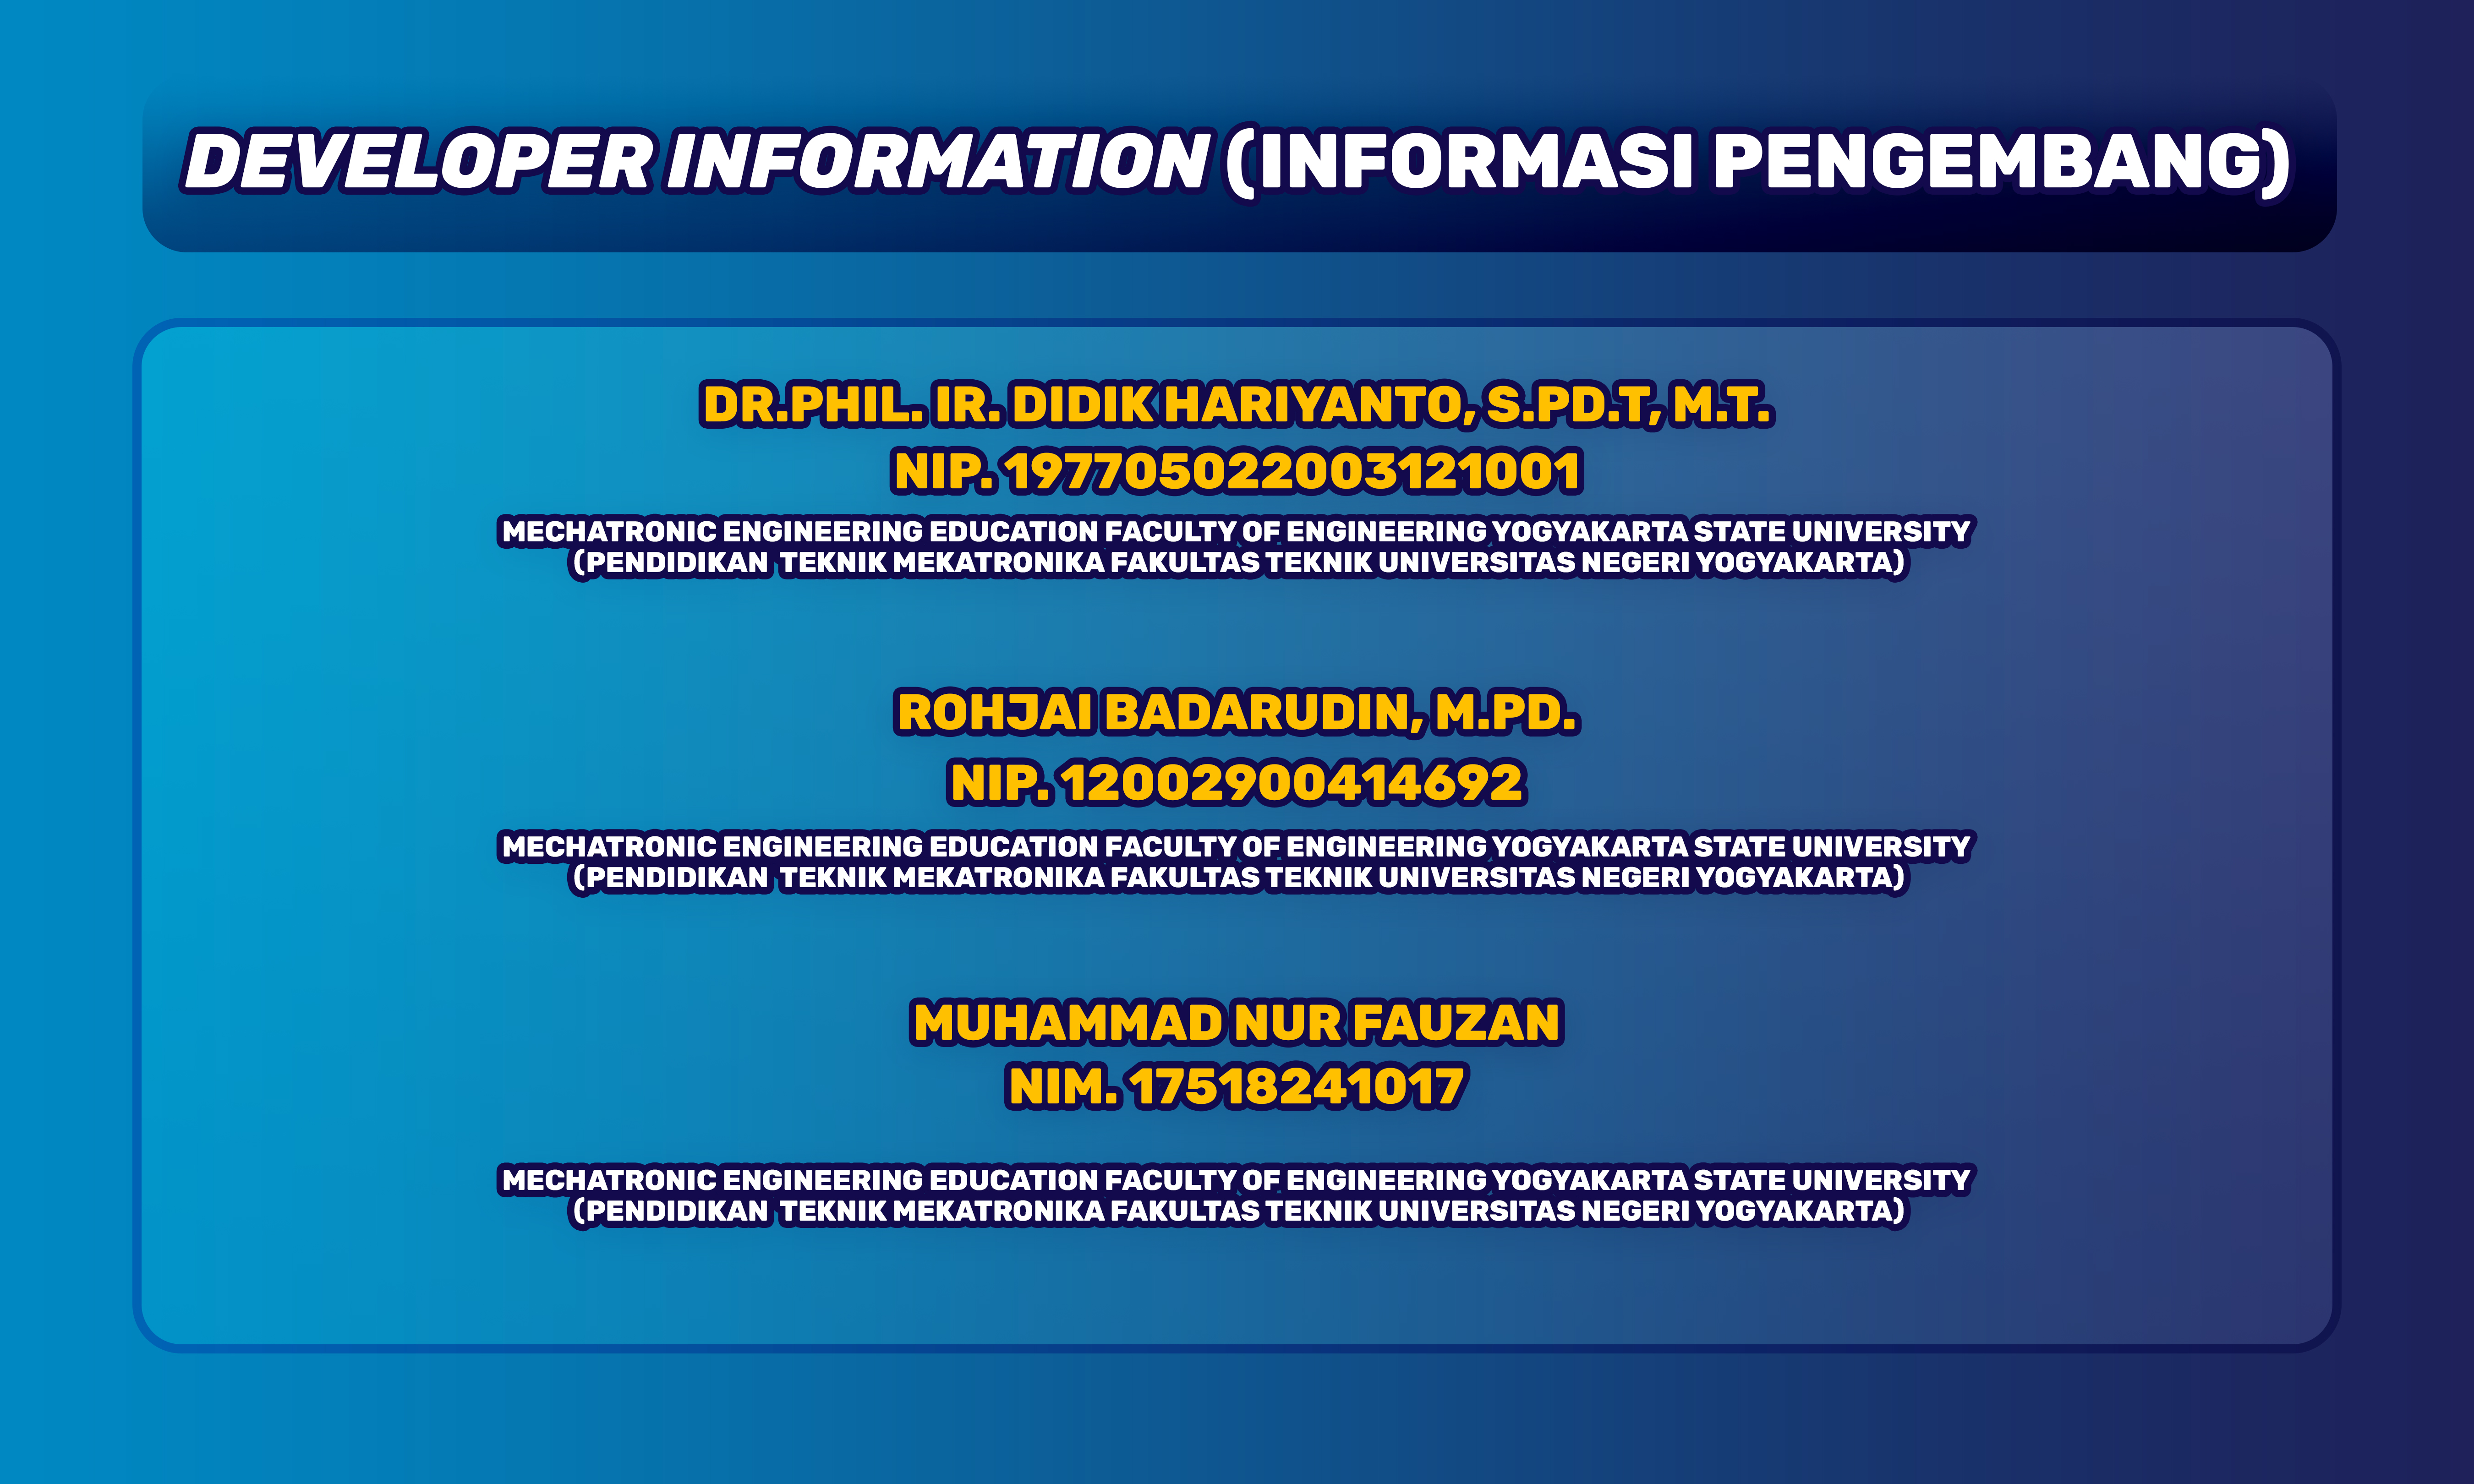 DEVELOPER INFORMATION (INFORMASI PENGEMBANG)
DR.PHIL. IR. DIDIK HARIYANTO, S.PD.T, M.T.
NIP. 197705022003121001
MECHATRONIC ENGINEERING EDUCATION FACULTY OF ENGINEERING YOGYAKARTA STATE UNIVERSITY
(PENDIDIKAN TEKNIK MEKATRONIKA FAKULTAS TEKNIK UNIVERSITAS NEGERI YOGYAKARTA)
ROHJAI BADARUDIN, M.PD.
NIP. 12002900414692
MECHATRONIC ENGINEERING EDUCATION FACULTY OF ENGINEERING YOGYAKARTA STATE UNIVERSITY
(PENDIDIKAN TEKNIK MEKATRONIKA FAKULTAS TEKNIK UNIVERSITAS NEGERI YOGYAKARTA)
MUHAMMAD NUR FAUZAN
NIM. 17518241017
MECHATRONIC ENGINEERING EDUCATION FACULTY OF ENGINEERING YOGYAKARTA STATE UNIVERSITY
(PENDIDIKAN TEKNIK MEKATRONIKA FAKULTAS TEKNIK UNIVERSITAS NEGERI YOGYAKARTA)